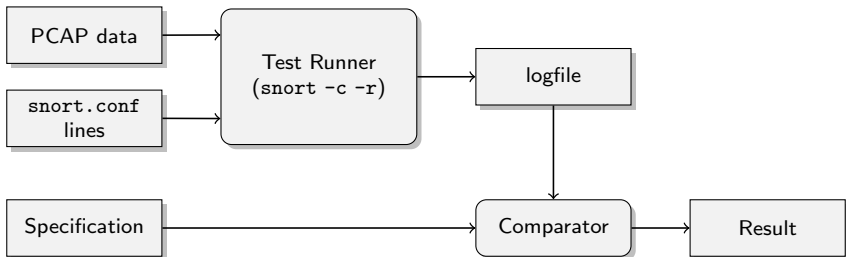 PCAP data
snort.conf
lines
Test Runner
(snort -c -r)
logfile
Specification
Comparator
Result